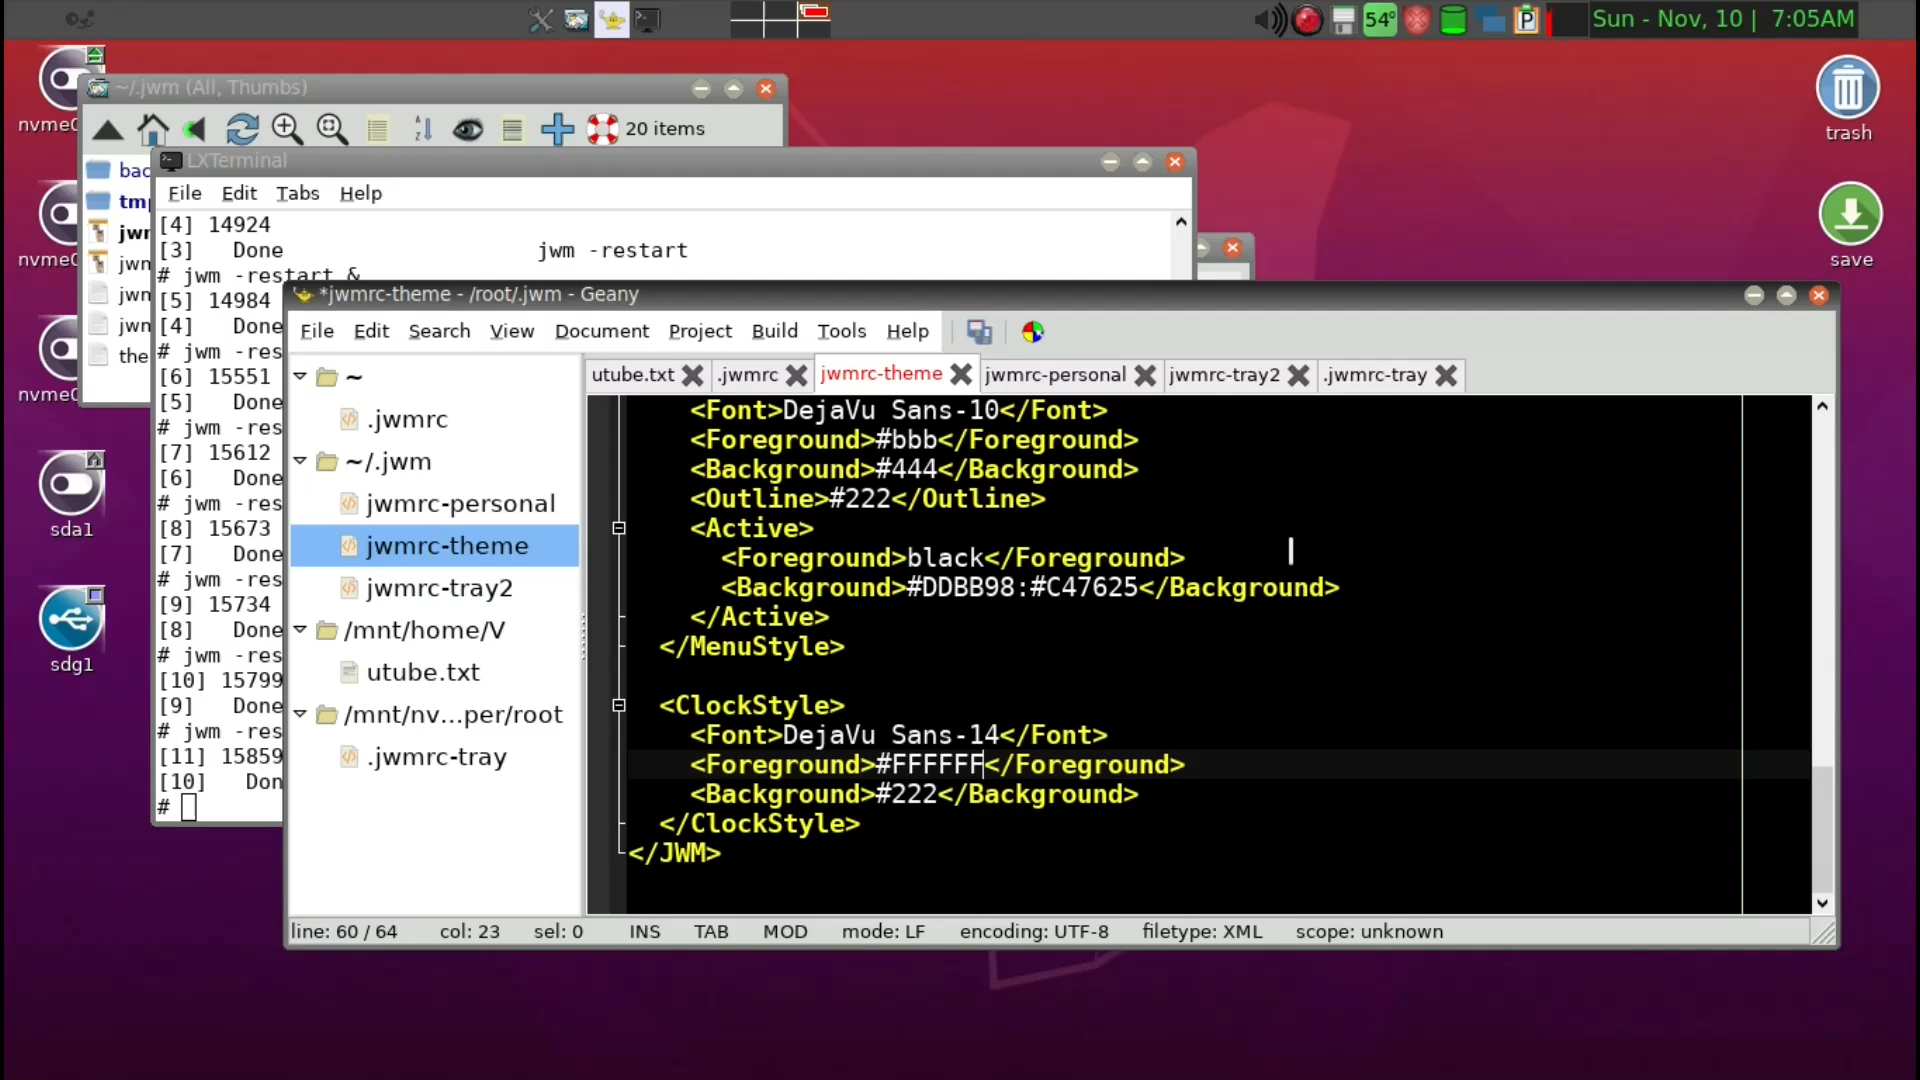 54°
P
Sun - Nov, 10 | 7:05AM
nvme0
nvme0
nvme0
sda1
sdg1
trash
save
~/.jwm (All, Thumbs)
20 items
bac
tmp
jwm
jwm
jwm
jwm
the
LXTerminal
File Edit Tabs Help
[4] 14924
[3] Done jwm -restart
# jwm -restart &
[5] 14984
[4] Done
# jwm -res
[6] 15551
[5] Done
# jwm -res
[7] 15612
[6] Done
# jwm -res
[8] 15673
[7] Done
# jwm -res
[9] 15734
[8] Done
# jwm -res
[10] 15799
[9] Done
# jwm -res
[11] 15859
[10] Don
#
*jwmrc-theme - /root/.jwm - Geany
File Edit Search View Document Project Build Tools Help
~
.jwmrc
~/.jwm
jwmrc-personal
jwmrc-theme
jwmrc-tray2
/mnt/home/V
utube.txt
/mnt/nv...per/root
.jwmrc-tray
utube.txt .jwmrc jwmrc-theme jwmrc-personal jwmrc-tray2 .jwmrc-tray
<Font>DejaVu Sans-10</Font>
<Foreground>#bbb</Foreground>
<Background>#444</Background>
<Outline>#222</Outline>
<Active>
<Foreground>black</Foreground>
<Background>#DDBB98:#C47625</Background>
</Active>
</MenuStyle>
<ClockStyle>
<Font>DejaVu Sans-14</Font>
<Foreground>#FFFFFF</Foreground>
<Background>#222</Background>
</ClockStyle>
</JWM>
line: 60 / 64 col: 23 sel: 0 INS TAB MOD mode: LF encoding: UTF-8 filetype: XML scope: unknown